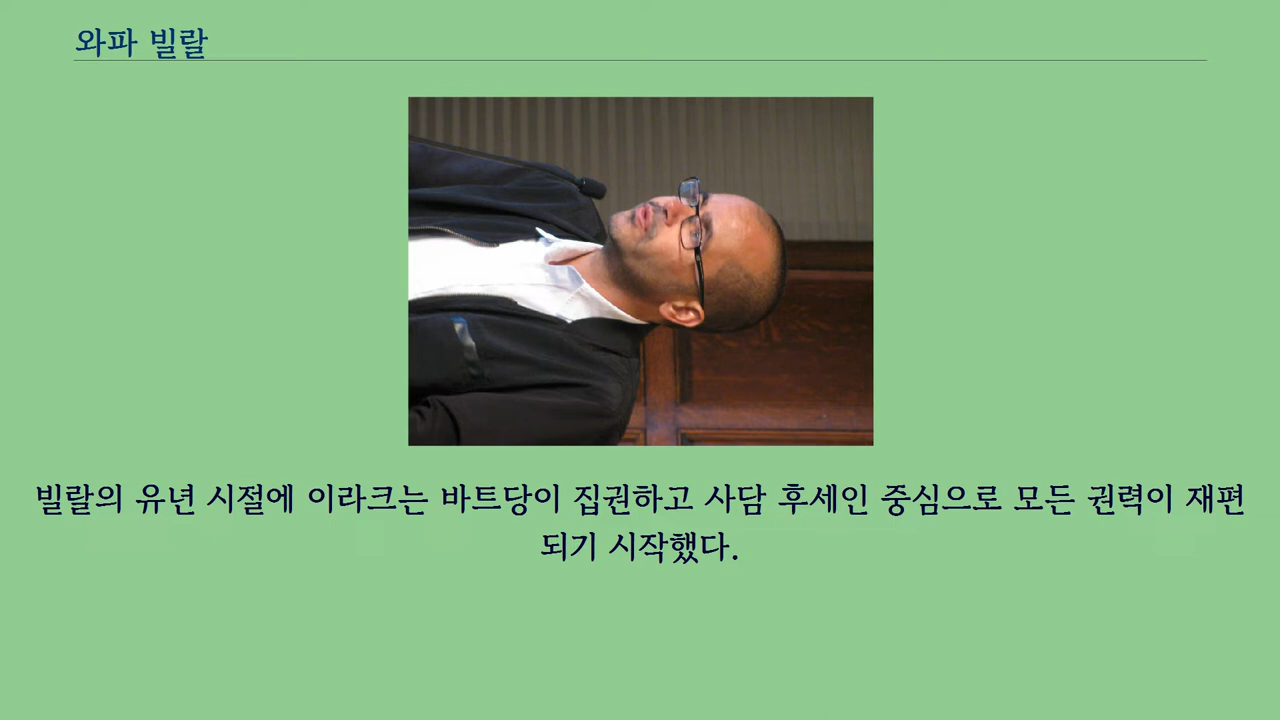 와파 빌랄
빌랄의 유년 시절에 이라크는 바트당이 집권하고 사담 후세인 중심으로 모든 권력이 재편
되기 시작했다.